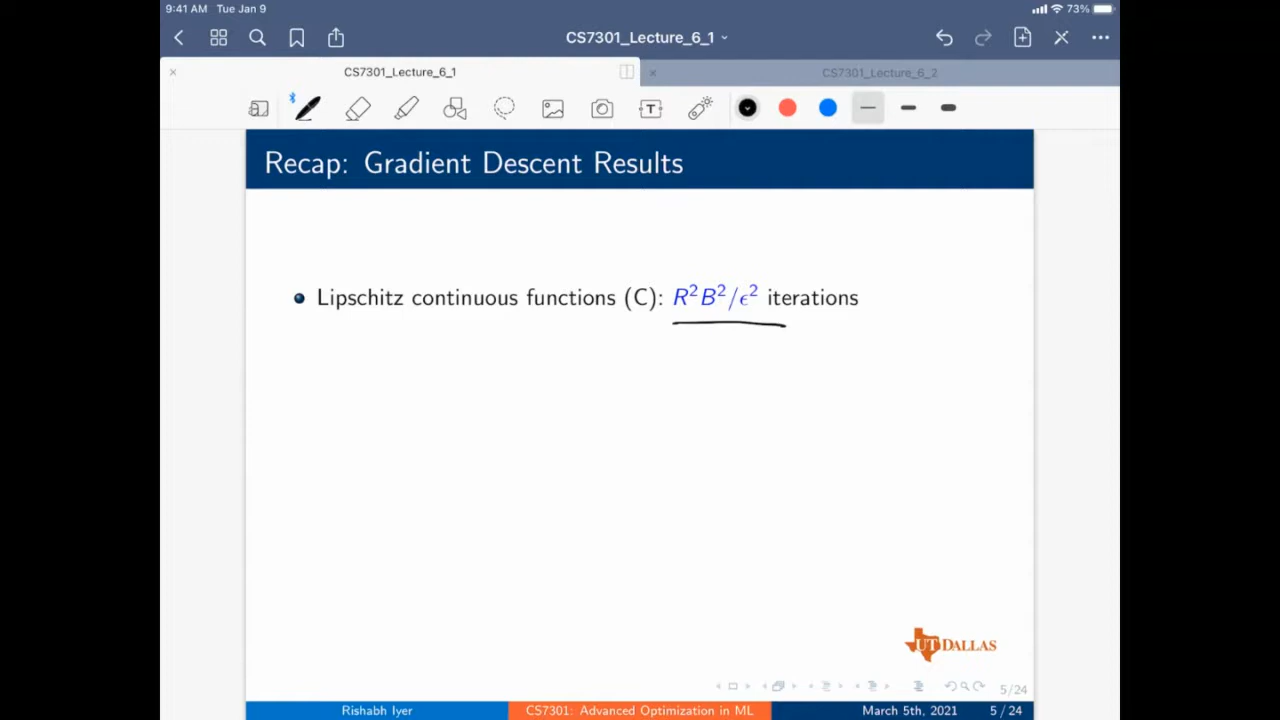 9:41 AM Tue Jan 9
73%
CS7301_Lecture_6_1
CS7301_Lecture_6_1
CS7301_Lecture_6_2
T
Recap: Gradient Descent Results
Lipschitz continuous functions (C): R²B²/ϵ² iterations
UT DALLAS
5/24
Rishabh Iyer
CS7301: Advanced Optimization in ML
March 5th, 2021
5 / 24